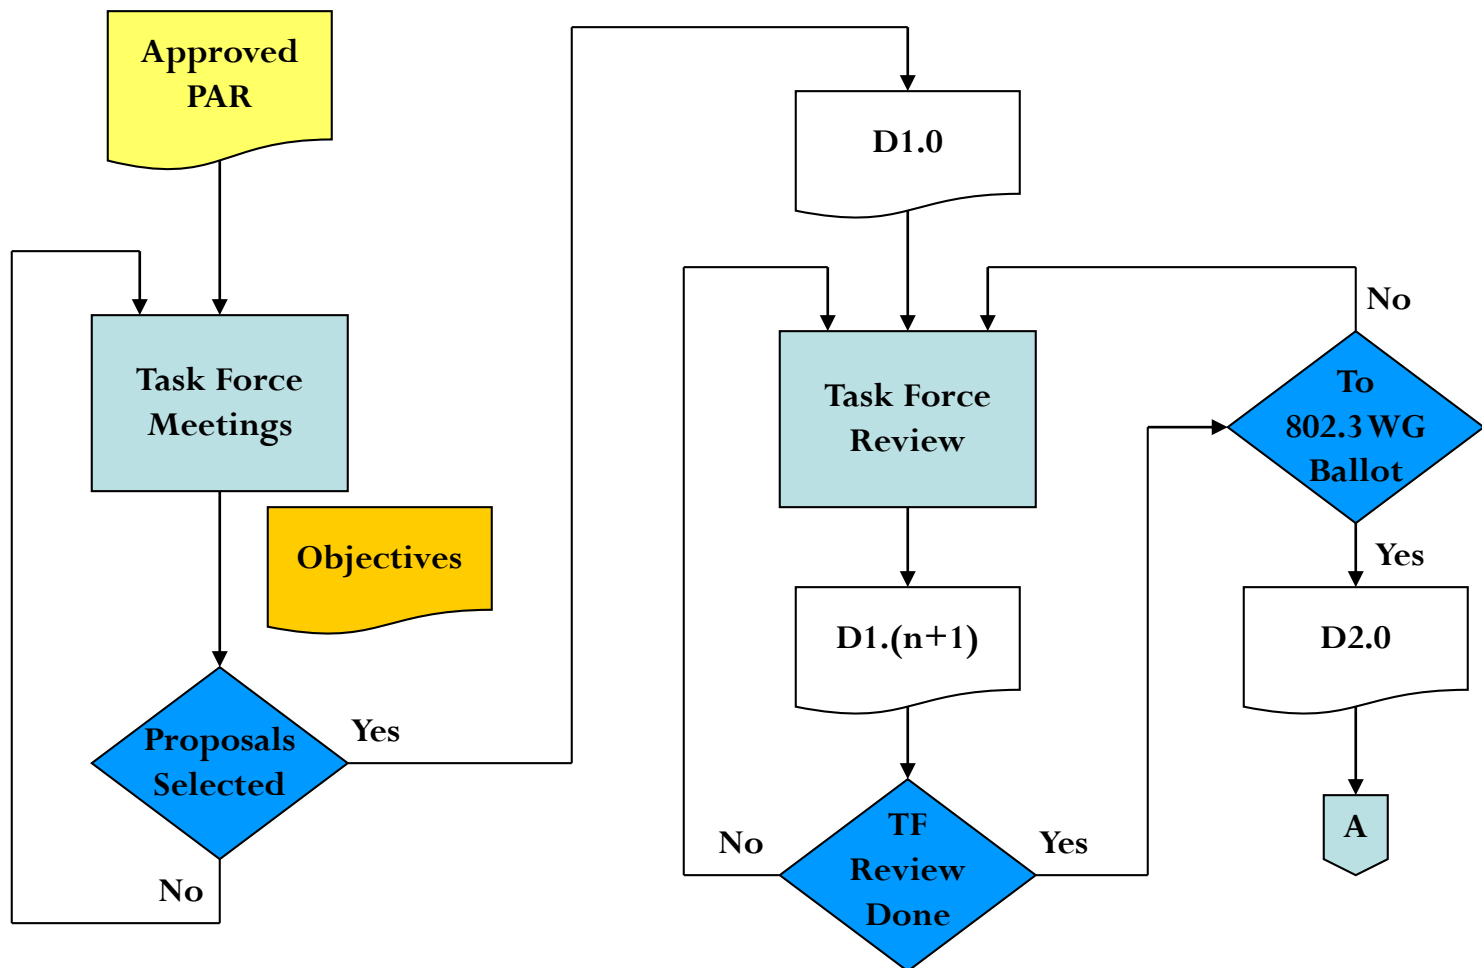 Approved
PAR
Task Force
Meetings
Objectives
Proposals
Selected
Yes
No
D1.0
Task Force
Review
D1.(n+1)
TF
Review
Done
No
Yes
To
802.3 WG
Ballot
No
Yes
D2.0
A